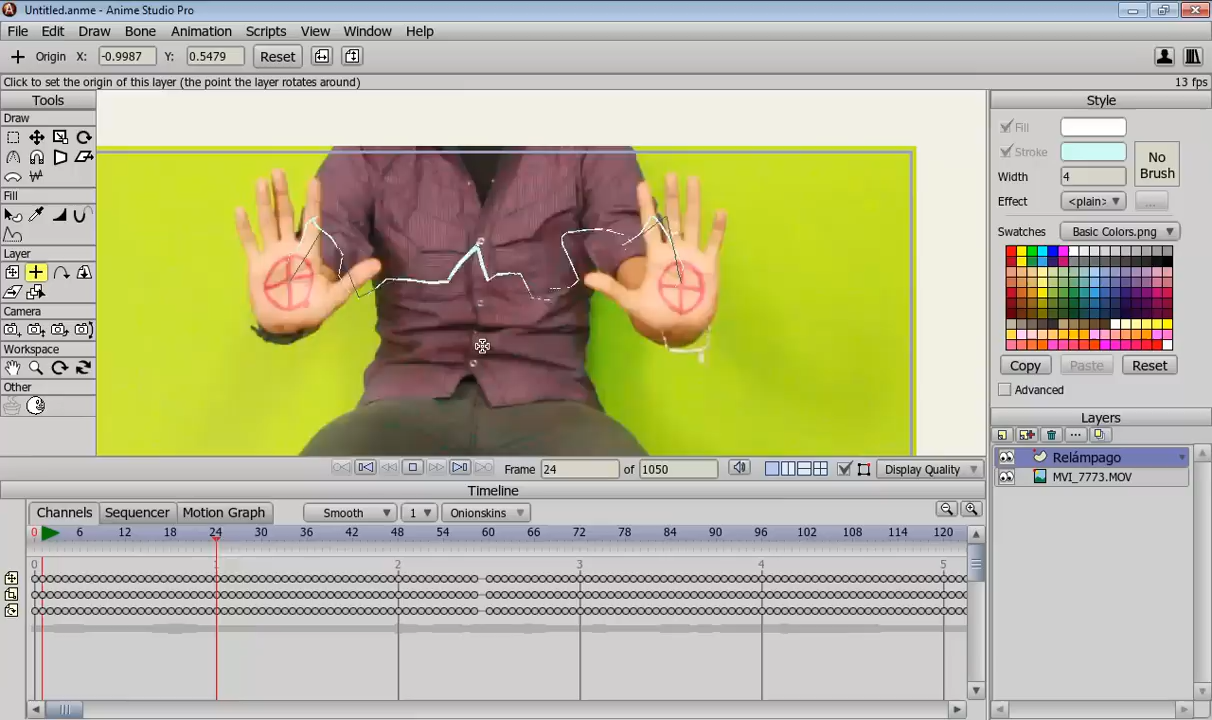 Untitled.anme - Anime Studio Pro
File Edit Draw Bone Animation Scripts View Window Help
Origin X: -0.9987 Y: 0.5479 Reset
Click to set the origin of this layer (the point the layer rotates around) 13 fps
Tools
Draw
Fill
Layer
Camera
Workspace
Other
Style
Fill
Stroke
Width 4
No Brush
Effect <plain> ...
Swatches Basic Colors.png
Copy Paste Reset
Advanced
Layers
Relámpago
MVI_7773.MOV
Frame 24 of 1050 Display Quality
Timeline
Channels Sequencer Motion Graph Smooth 1 Onionskins
0 6 12 18 24 30 36 42 48 54 60 66 72 78 84 90 96 102 108 114 120
0 1 2 3 4 5